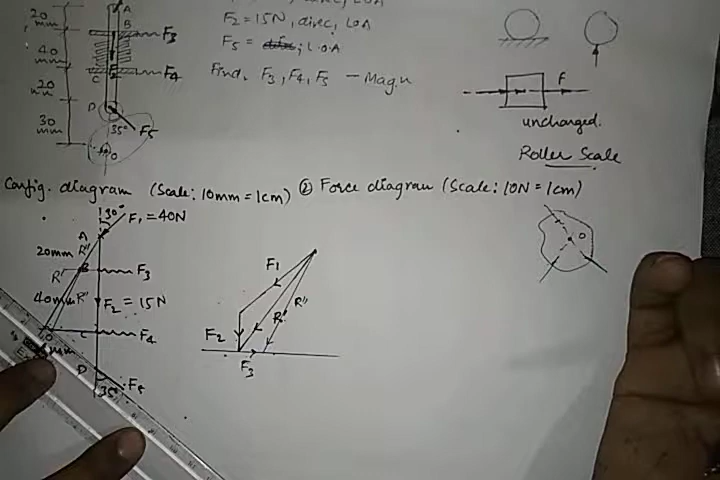 F2 = 15N, direc, LOA
F5 = ; L.O.A
Find. F3, F4, F5 - Magn
20 mm
40 mm
20 mm
30 mm
A
B
F3
F2
C
F4
D
35°
F5
O
F
uncharged.
Roller Scale
Config. diagram (Scale: 10mm = 1cm)
② Force diagram (Scale: 10N = 1cm)
30°
F1 = 40N
A
20mm R''
R'
B
F3
40mm R'
F2 = 15N
O
C
F4
D
35°
F5
F1
F2
R'
R''
F3
O